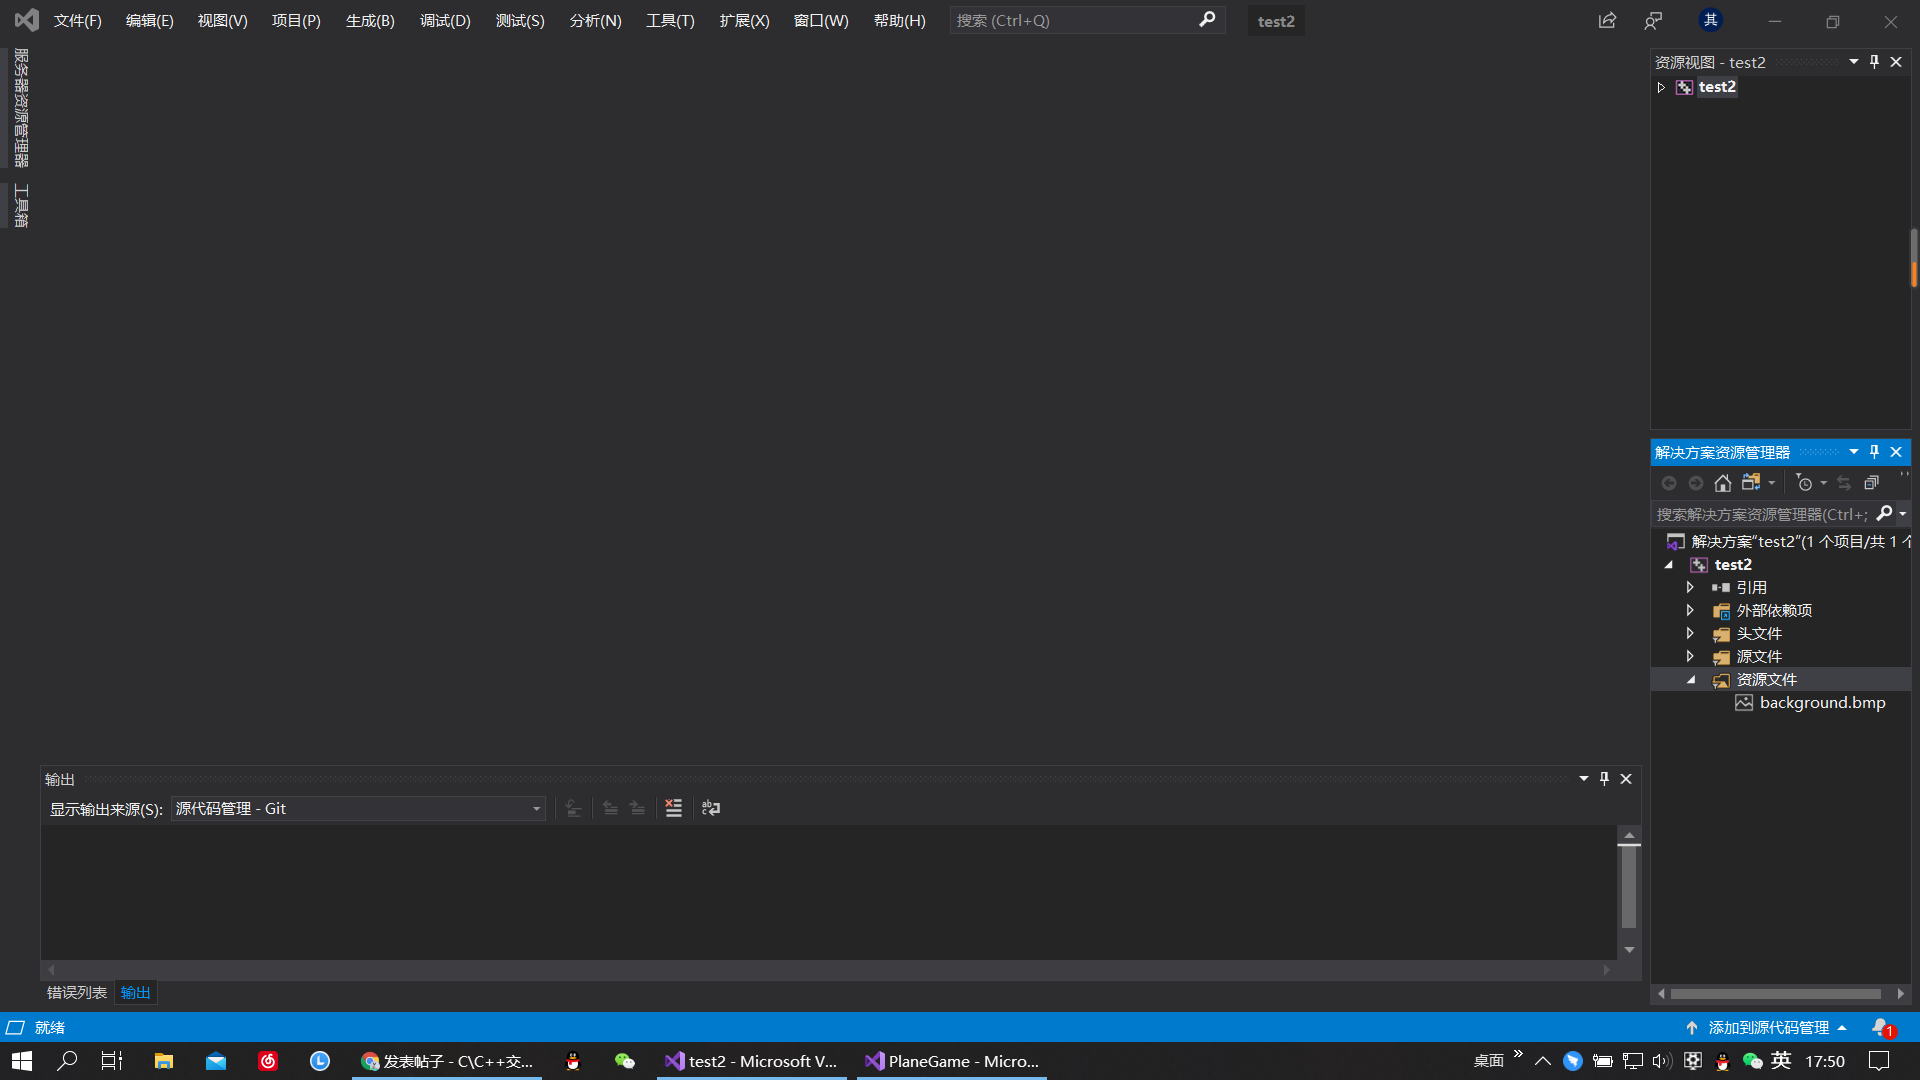 文件(F) 编辑(E) 视图(V) 项目(P) 生成(B) 调试(D) 测试(S) 分析(N) 工具(T) 扩展(X) 窗口(W) 帮助(H) 搜索 (Ctrl+Q) test2 其
服务器资源管理器
工具箱
资源视图 - test2
test2
解决方案资源管理器
搜索解决方案资源管理器(Ctrl+;
解决方案“test2”(1 个项目/共 1 个
test2
引用
外部依赖项
头文件
源文件
资源文件
background.bmp
输出
显示输出来源(S): 源代码管理 - Git
错误列表 输出
就绪 添加到源代码管理 1
发表帖子 - C\C++交... test2 - Microsoft V... PlaneGame - Micro... 桌面 英 17:50